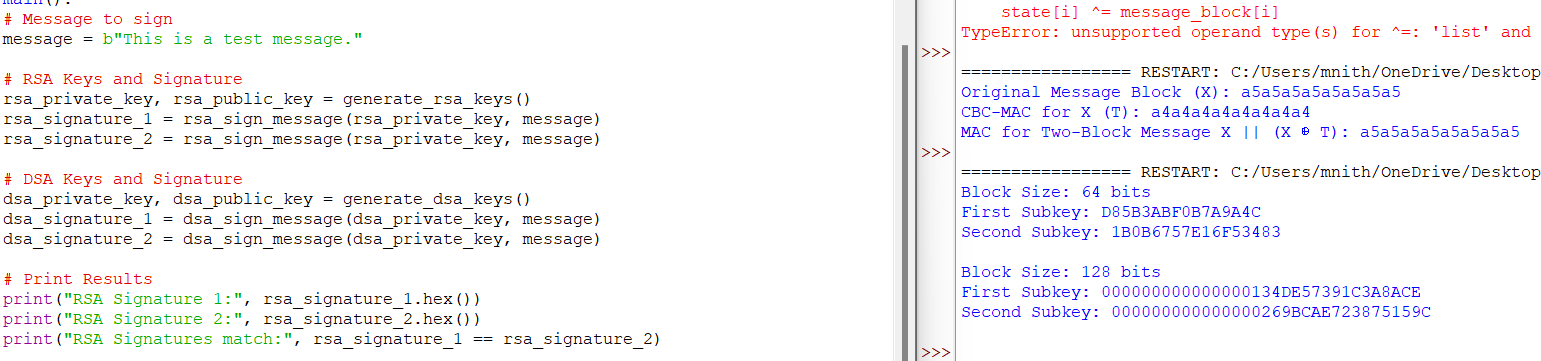 main():
# Message to sign
message = b"This is a test message."
# RSA Keys and Signature
rsa_private_key, rsa_public_key = generate_rsa_keys()
rsa_signature_1 = rsa_sign_message(rsa_private_key, message)
rsa_signature_2 = rsa_sign_message(rsa_private_key, message)
# DSA Keys and Signature
dsa_private_key, dsa_public_key = generate_dsa_keys()
dsa_signature_1 = dsa_sign_message(dsa_private_key, message)
dsa_signature_2 = dsa_sign_message(dsa_private_key, message)
# Print Results
print("RSA Signature 1:", rsa_signature_1.hex())
print("RSA Signature 2:", rsa_signature_2.hex())
print("RSA Signatures match:", rsa_signature_1 == rsa_signature_2)
state[i] ^= message_block[i]
TypeError: unsupported operand type(s) for ^=: 'list' and
>>>
================= RESTART: C:/Users/mnith/OneDrive/Desktop
Original Message Block (X): a5a5a5a5a5a5a5a5
CBC-MAC for X (T): a4a4a4a4a4a4a4a4
MAC for Two-Block Message X || (X ⊕ T): a5a5a5a5a5a5a5a5
>>>
================= RESTART: C:/Users/mnith/OneDrive/Desktop
Block Size: 64 bits
First Subkey: D85B3ABF0B7A9A4C
Second Subkey: 1B0B6757E16F53483
Block Size: 128 bits
First Subkey: 000000000000000134DE57391C3A8ACE
Second Subkey: 000000000000000269BCAE723875159C
>>>